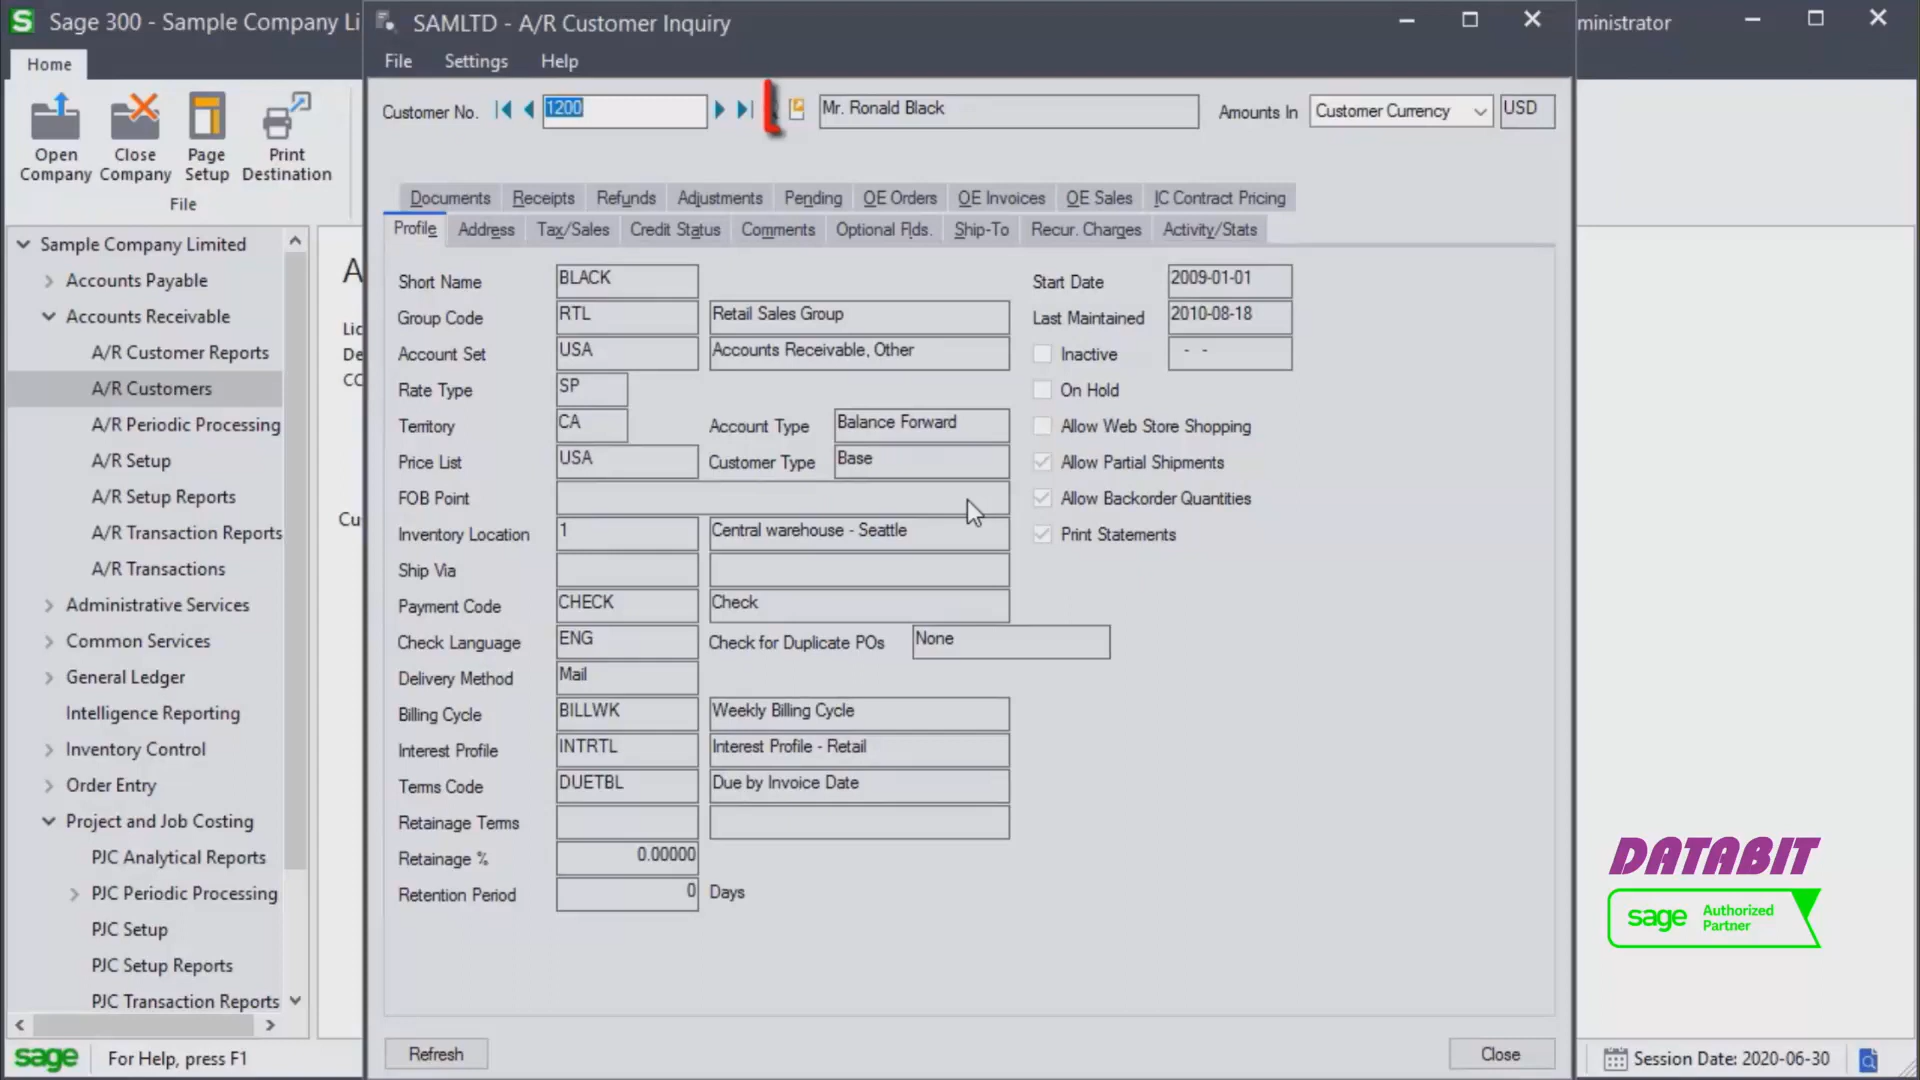 Sage 300 - Sample Company Li
SAMLTD - A/R Customer Inquiry
ministrator
Home
File Settings Help
Open Company
Close Company
Page Setup
Print Destination
File
Customer No. 1200 Mr. Ronald Black Amounts In Customer Currency USD
Documents Receipts Refunds Adjustments Pending OE Orders OE Invoices OE Sales IC Contract Pricing
Profile Address Tax/Sales Credit Status Comments Optional Flds. Ship-To Recur. Charges Activity/Stats
Sample Company Limited
Accounts Payable
Accounts Receivable
A/R Customer Reports
A/R Customers
A/R Periodic Processing
A/R Setup
A/R Setup Reports
A/R Transaction Reports
A/R Transactions
Administrative Services
Common Services
General Ledger
Intelligence Reporting
Inventory Control
Order Entry
Project and Job Costing
PJC Analytical Reports
PJC Periodic Processing
PJC Setup
PJC Setup Reports
PJC Transaction Reports
A
Lic
De
CC
Cu
Short Name BLACK
Group Code RTL Retail Sales Group
Account Set USA Accounts Receivable, Other
Rate Type SP
Territory CA Account Type Balance Forward
Price List USA Customer Type Base
FOB Point
Inventory Location 1 Central warehouse - Seattle
Ship Via
Payment Code CHECK Check
Check Language ENG Check for Duplicate POs None
Delivery Method Mail
Billing Cycle BILLWK Weekly Billing Cycle
Interest Profile INTRTL Interest Profile - Retail
Terms Code DUETBL Due by Invoice Date
Retainage Terms
Retainage % 0.00000
Retention Period 0 Days
Start Date 2009-01-01
Last Maintained 2010-08-18
Inactive - -
On Hold
Allow Web Store Shopping
Allow Partial Shipments
Allow Backorder Quantities
Print Statements
DATABIT
sage Authorized Partner
Refresh Close
sage For Help, press F1
Session Date: 2020-06-30